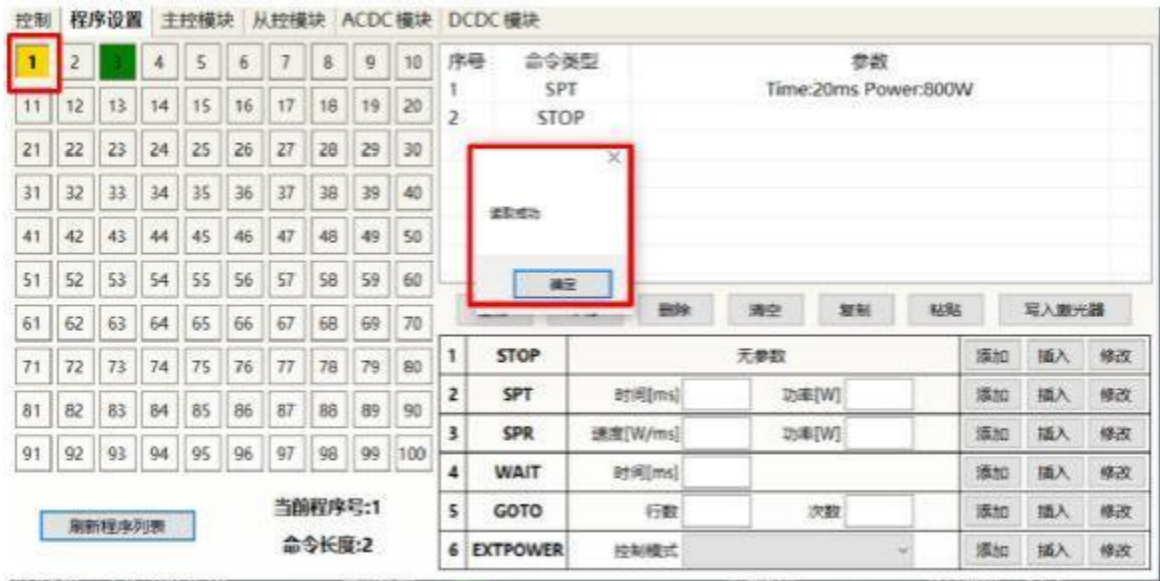 控制 程序设置 主控模块 从控模块 ACDC 模块 DCDC 模块
1 2 3 4 5 6 7 8 9 10
11 12 13 14 15 16 17 18 19 20
21 22 23 24 25 26 27 28 29 30
31 32 33 34 35 36 37 38 39 40
41 42 43 44 45 46 47 48 49 50
51 52 53 54 55 56 57 58 59 60
61 62 63 64 65 66 67 68 69 70
71 72 73 74 75 76 77 78 79 80
81 82 83 84 85 86 87 88 89 90
91 92 93 94 95 96 97 98 99 100
刷新程序列表
当前程序号:1
命令长度:2
序号 命令类型 参数
1 SPT Time:20ms Power:800W
2 STOP
读取成功
确定
删除 清空 复制 粘贴 写入激光器
1 STOP 无参数 添加 插入 修改
2 SPT 时间[ms] 功率[W] 添加 插入 修改
3 SPR 速度[W/ms] 功率[W] 添加 插入 修改
4 WAIT 时间[ms] 添加 插入 修改
5 GOTO 行数 次数 添加 插入 修改
6 EXTPOWER 控制模式 添加 插入 修改